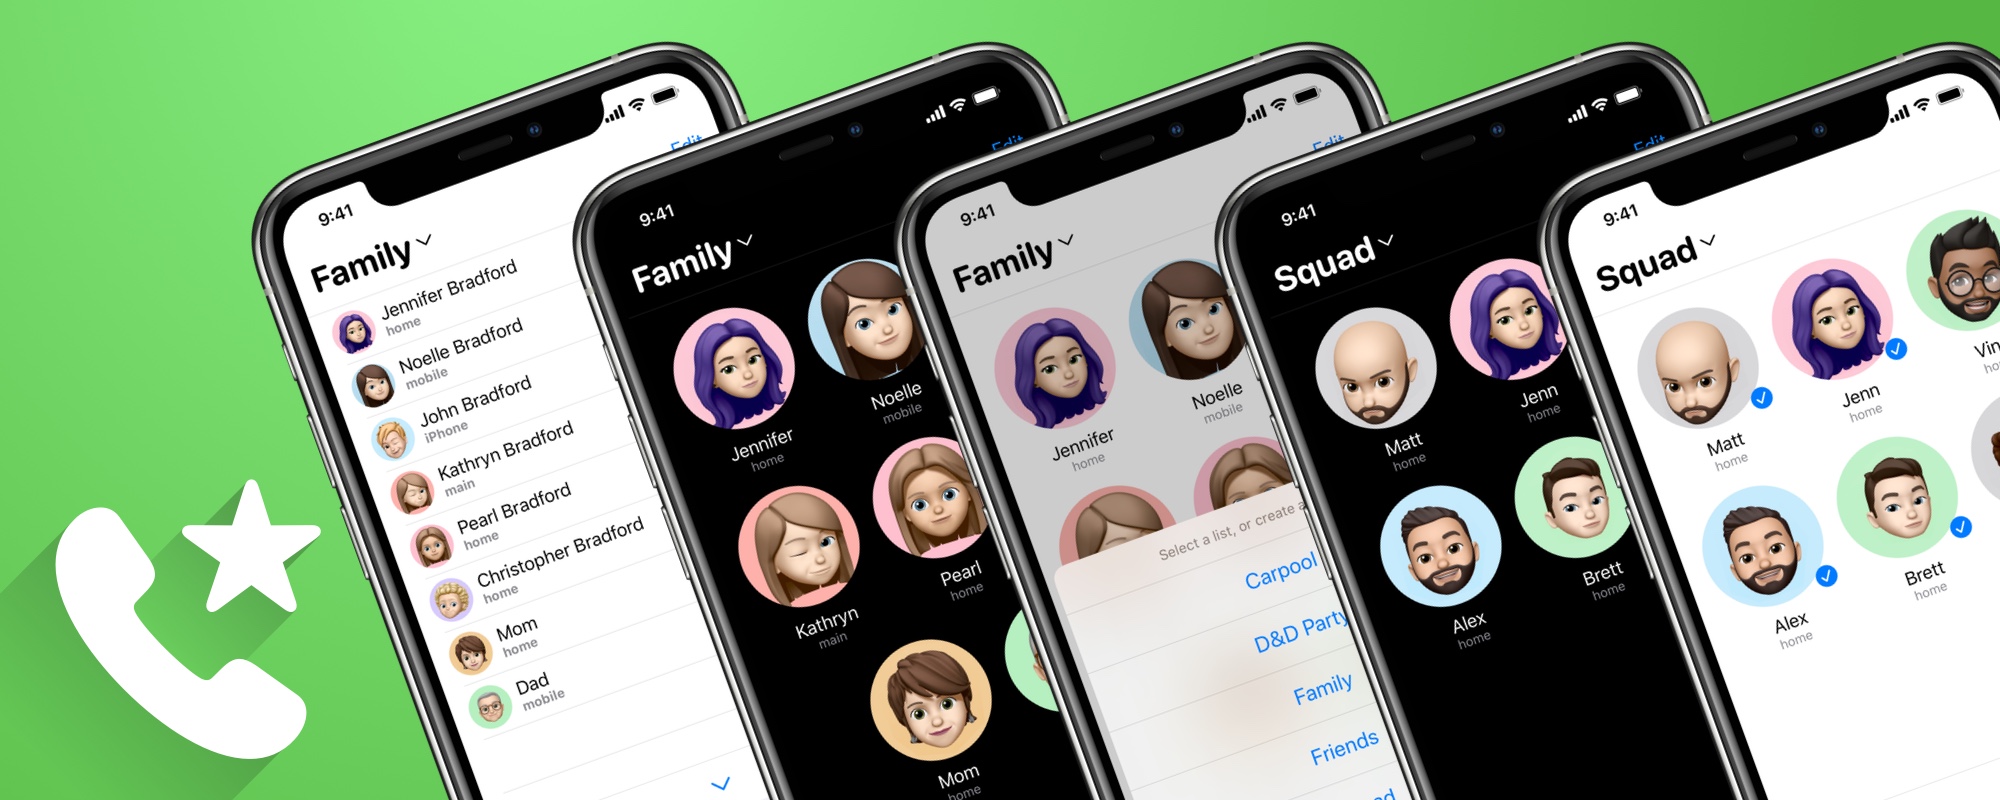 9:41
Edit
Family
Jennifer Bradford
home
Noelle Bradford
mobile
John Bradford
iPhone
Kathryn Bradford
main
Pearl Bradford
home
Christopher Bradford
home
Mom
home
Dad
mobile
9:41
Edit
Family
Jennifer
home
Noelle
mobile
Kathryn
main
Pearl
home
Mom
home
9:41
Edit
Family
Jennifer
home
Noelle
mobile
Select a list, or create a
Carpool
D&D Party
Family
Friends
9:41
Edit
Squad
Matt
home
Jenn
home
Alex
home
Brett
home
9:41
Squad
Matt
home
Jenn
home
Vin
ho
Alex
home
Brett
home